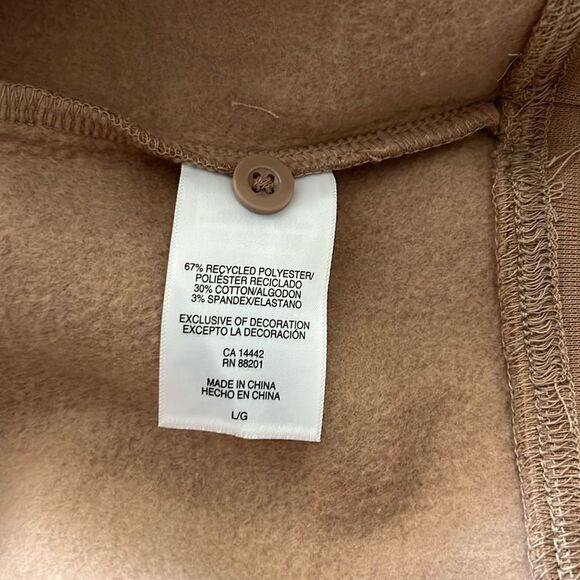 67% RECYCLED POLYESTER/
POLIÉSTER RECICLADO
30% COTTON/ALGODON
3% SPANDEX/ELASTANO
EXCLUSIVE OF DECORATION
EXCEPTO LA DECORACIÓN
CA 14442
RN 88201
MADE IN CHINA
HECHO EN CHINA
L/G